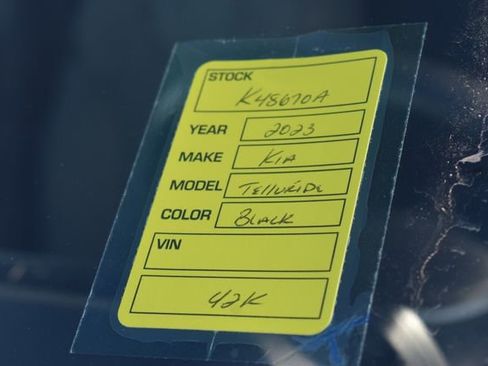 STOCK
K48670A
YEAR 2023
MAKE KIA
MODEL TELLURIDE
COLOR BLACK
VIN
42K